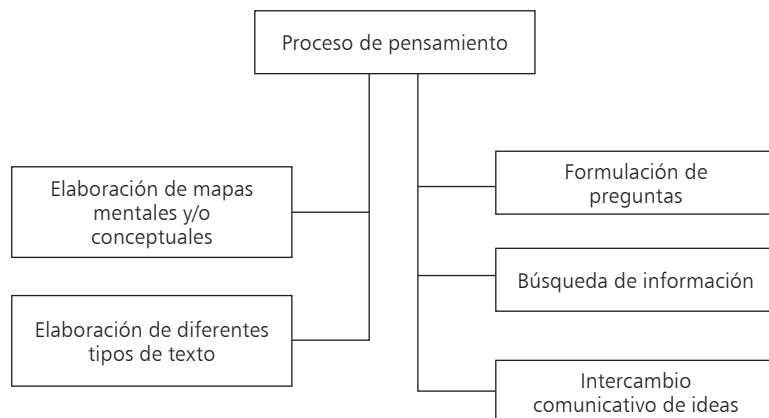 Proceso de pensamiento
Elaboración de mapas
mentales y/o
conceptuales
Elaboración de diferentes
tipos de texto
Formulación de
preguntas
Búsqueda de información
Intercambio
comunicativo de ideas